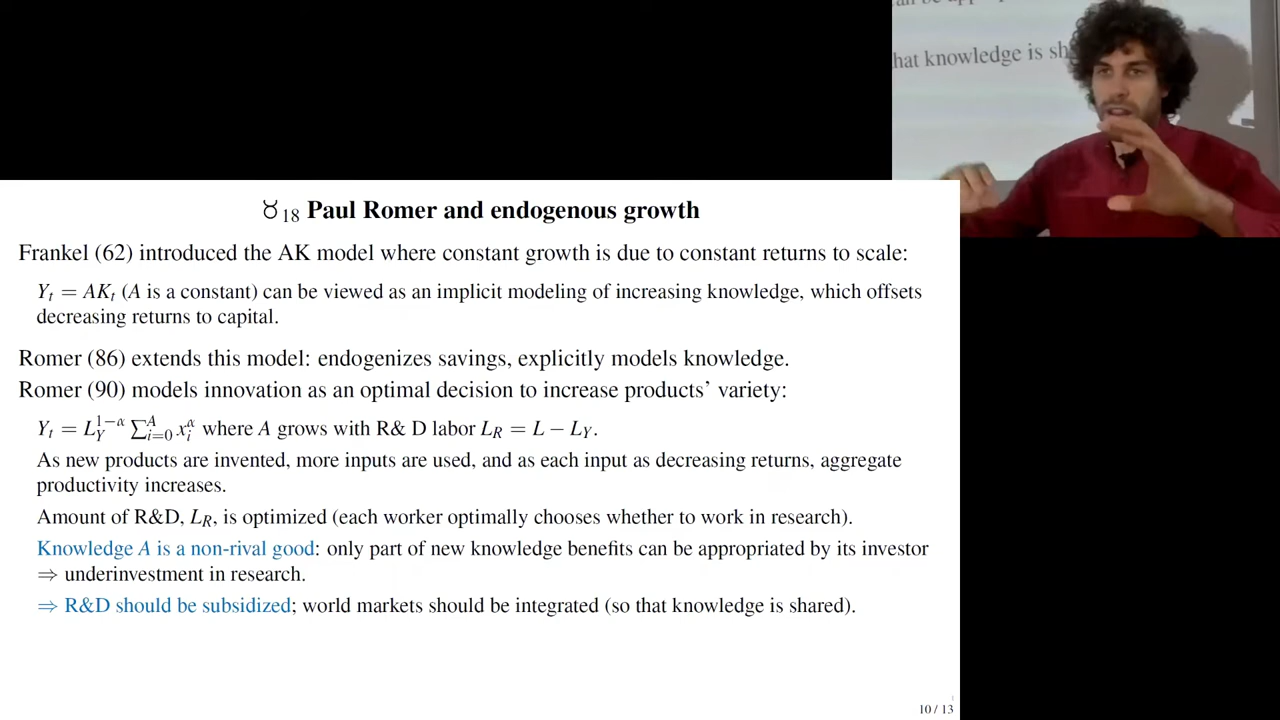 an be app
hat knowledge is sh
♉18 Paul Romer and endogenous growth
Frankel (62) introduced the AK model where constant growth is due to constant returns to scale:
Yt = AKt (A is a constant) can be viewed as an implicit modeling of increasing knowledge, which offsets
decreasing returns to capital.
Romer (86) extends this model: endogenizes savings, explicitly models knowledge.
Romer (90) models innovation as an optimal decision to increase products' variety:
Yt = L_Y^{1−α} ∑_{i=0}^{A} x_i^α where A grows with R& D labor L_R = L − L_Y.
As new products are invented, more inputs are used, and as each input as decreasing returns, aggregate
productivity increases.
Amount of R&D, L_R, is optimized (each worker optimally chooses whether to work in research).
Knowledge A is a non-rival good: only part of new knowledge benefits can be appropriated by its investor
⇒ underinvestment in research.
⇒ R&D should be subsidized; world markets should be integrated (so that knowledge is shared).
10 / 13